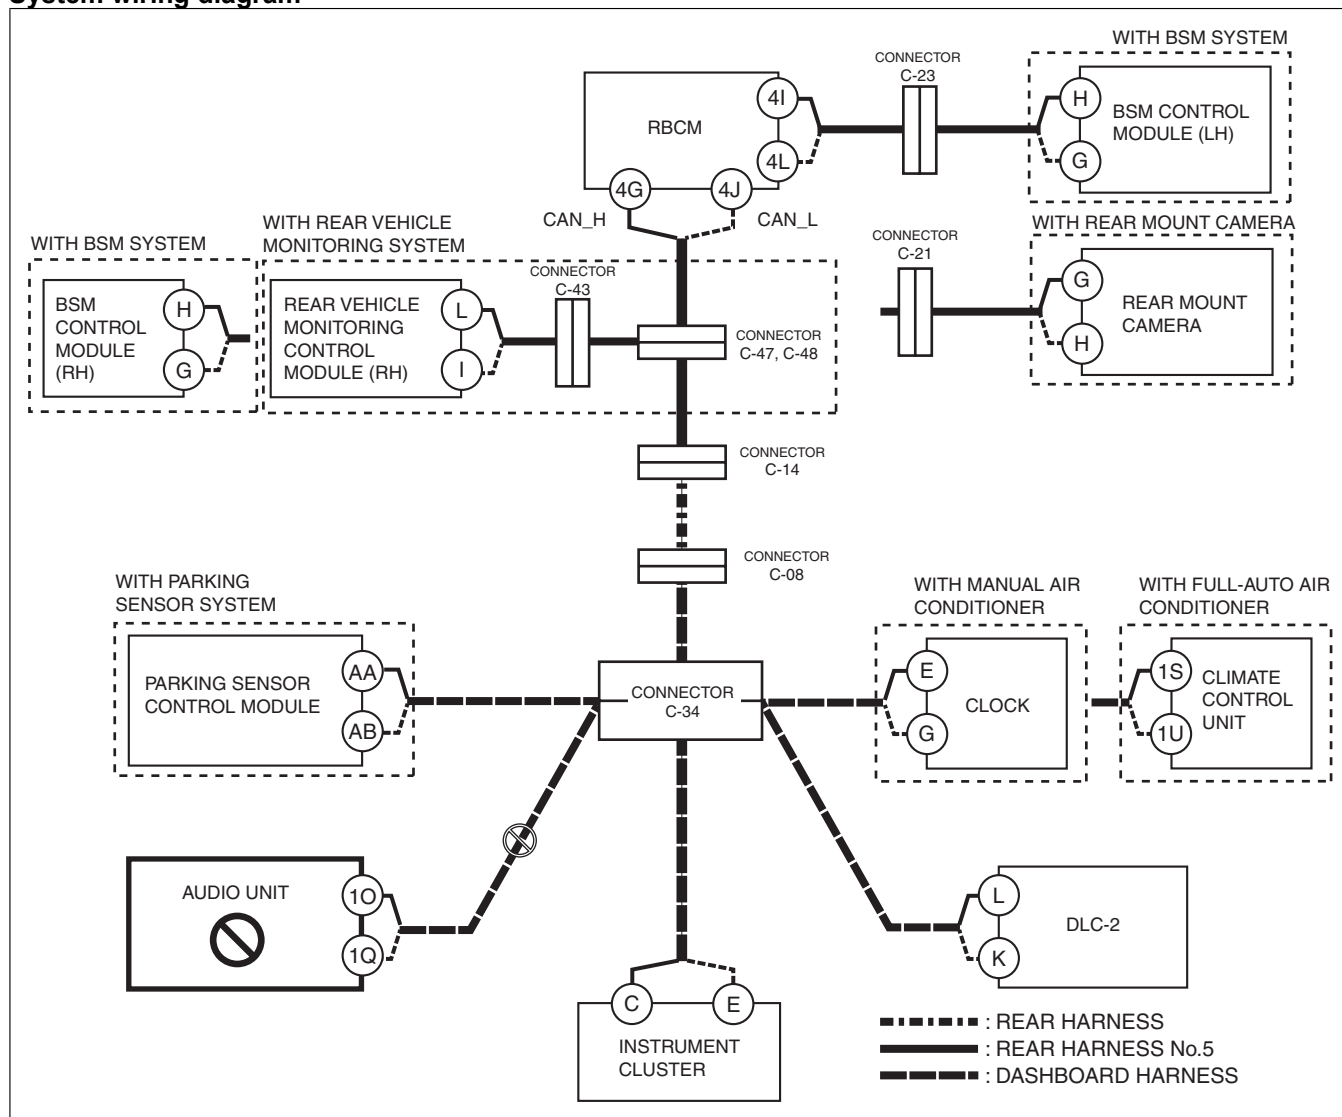 System wiring diagram
WITH BSM SYSTEM
CONNECTOR
C-23
4I
RBCM
4L
4G
4J
CAN_H
CAN_L
H
BSM CONTROL
MODULE (LH)
G
WITH REAR MOUNT CAMERA
CONNECTOR
C-21
G
REAR MOUNT
CAMERA
H
WITH BSM SYSTEM
BSM
CONTROL
MODULE
(RH)
H
G
WITH REAR VEHICLE
MONITORING SYSTEM
REAR VEHICLE
MONITORING
CONTROL
MODULE (RH)
L
I
CONNECTOR
C-43
CONNECTOR
C-47, C-48
CONNECTOR
C-14
CONNECTOR
C-08
WITH PARKING
SENSOR SYSTEM
PARKING SENSOR
CONTROL MODULE
AA
AB
CONNECTOR
C-34
WITH MANUAL AIR
CONDITIONER
E
CLOCK
G
WITH FULL-AUTO AIR
CONDITIONER
1S
CLIMATE
CONTROL
UNIT
1U
AUDIO UNIT
1O
1Q
L
DLC-2
K
C
E
INSTRUMENT
CLUSTER
: REAR HARNESS
: REAR HARNESS No.5
: DASHBOARD HARNESS